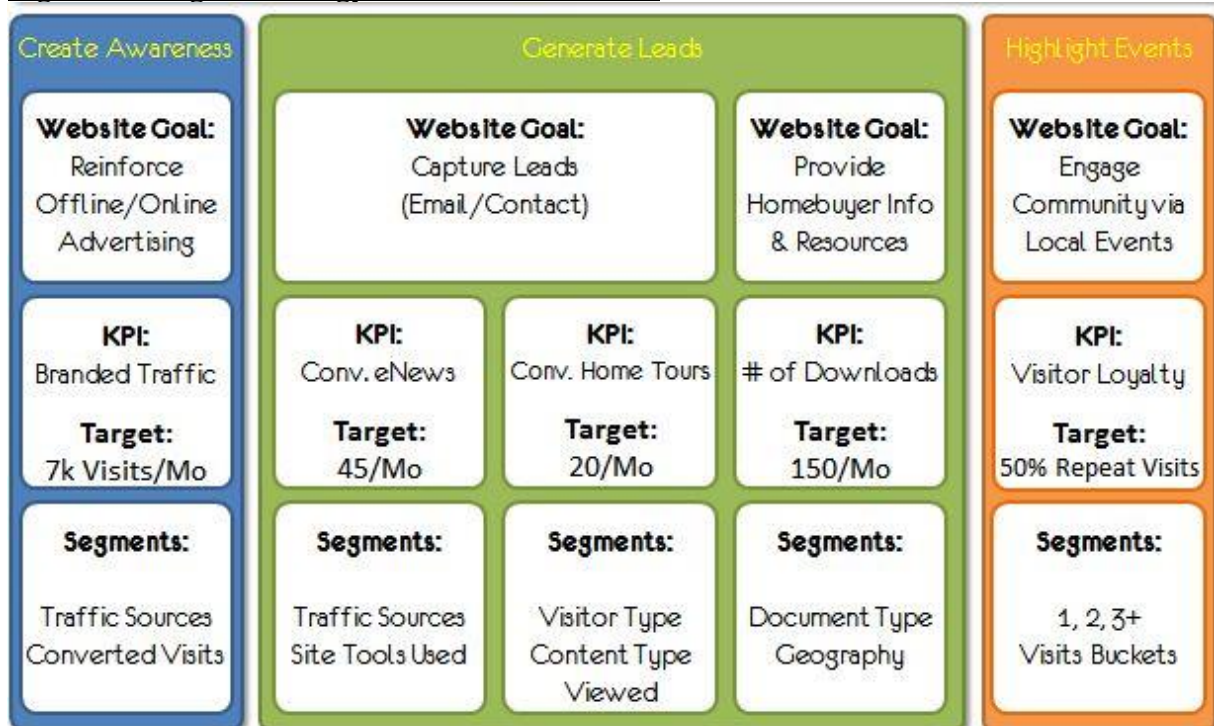 Create Awareness
Website Goal:
Reinforce
Offline/Online
Advertising
KPI:
Branded Traffic
Target:
7k Visits/Mo
Segments:
Traffic Sources
Converted Visits
Generate Leads
Website Goal:
Capture Leads
(Email/Contact)
KPI:
Conv. eNews
Target:
45/Mo
Segments:
Traffic Sources
Site Tools Used
KPI:
Conv. Home Tours
Target:
20/Mo
Segments:
Visitor Type
Content Type
Viewed
Website Goal:
Provide
Homebuyer Info
& Resources
KPI:
# of Downloads
Target:
150/Mo
Segments:
Document Type
Geography
Highlight Events
Website Goal:
Engage
Community via
Local Events
KPI:
Visitor Loyalty
Target:
50% Repeat Visits
Segments:
1, 2, 3+
Visits Buckets